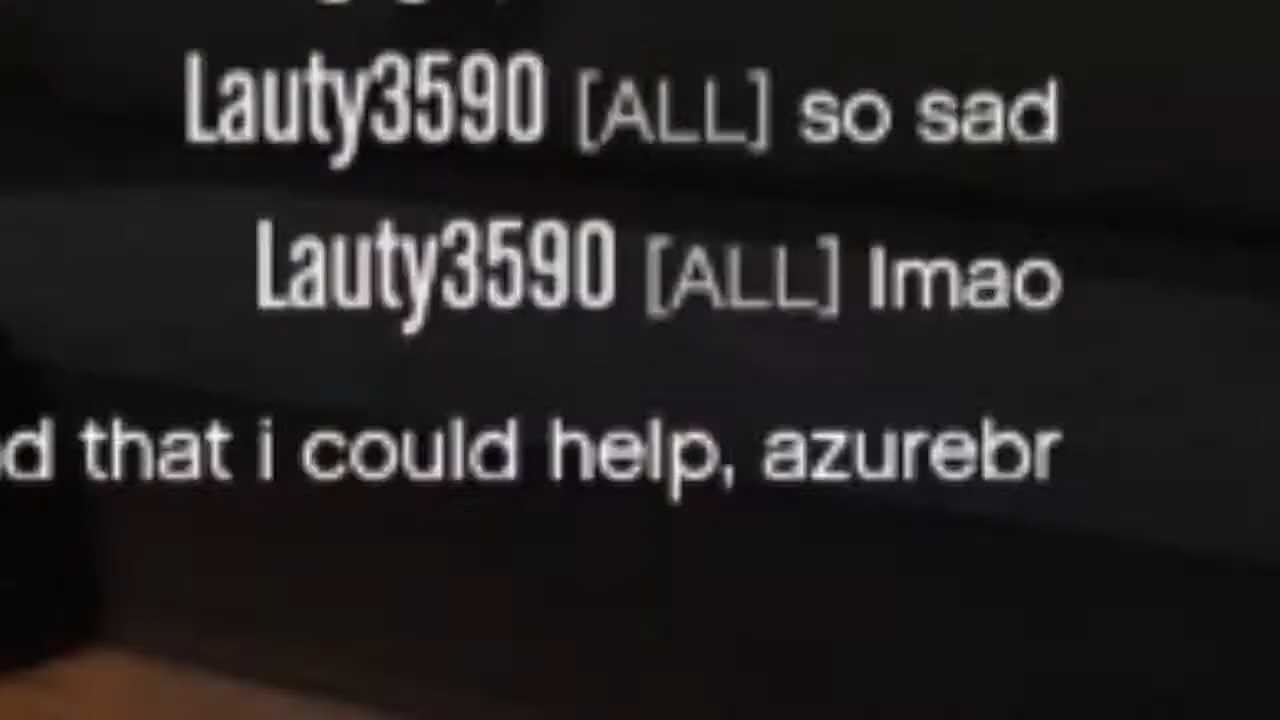 Lauty3590 [ALL] so sad
Lauty3590 [ALL] lmao
that i could help, azurebr